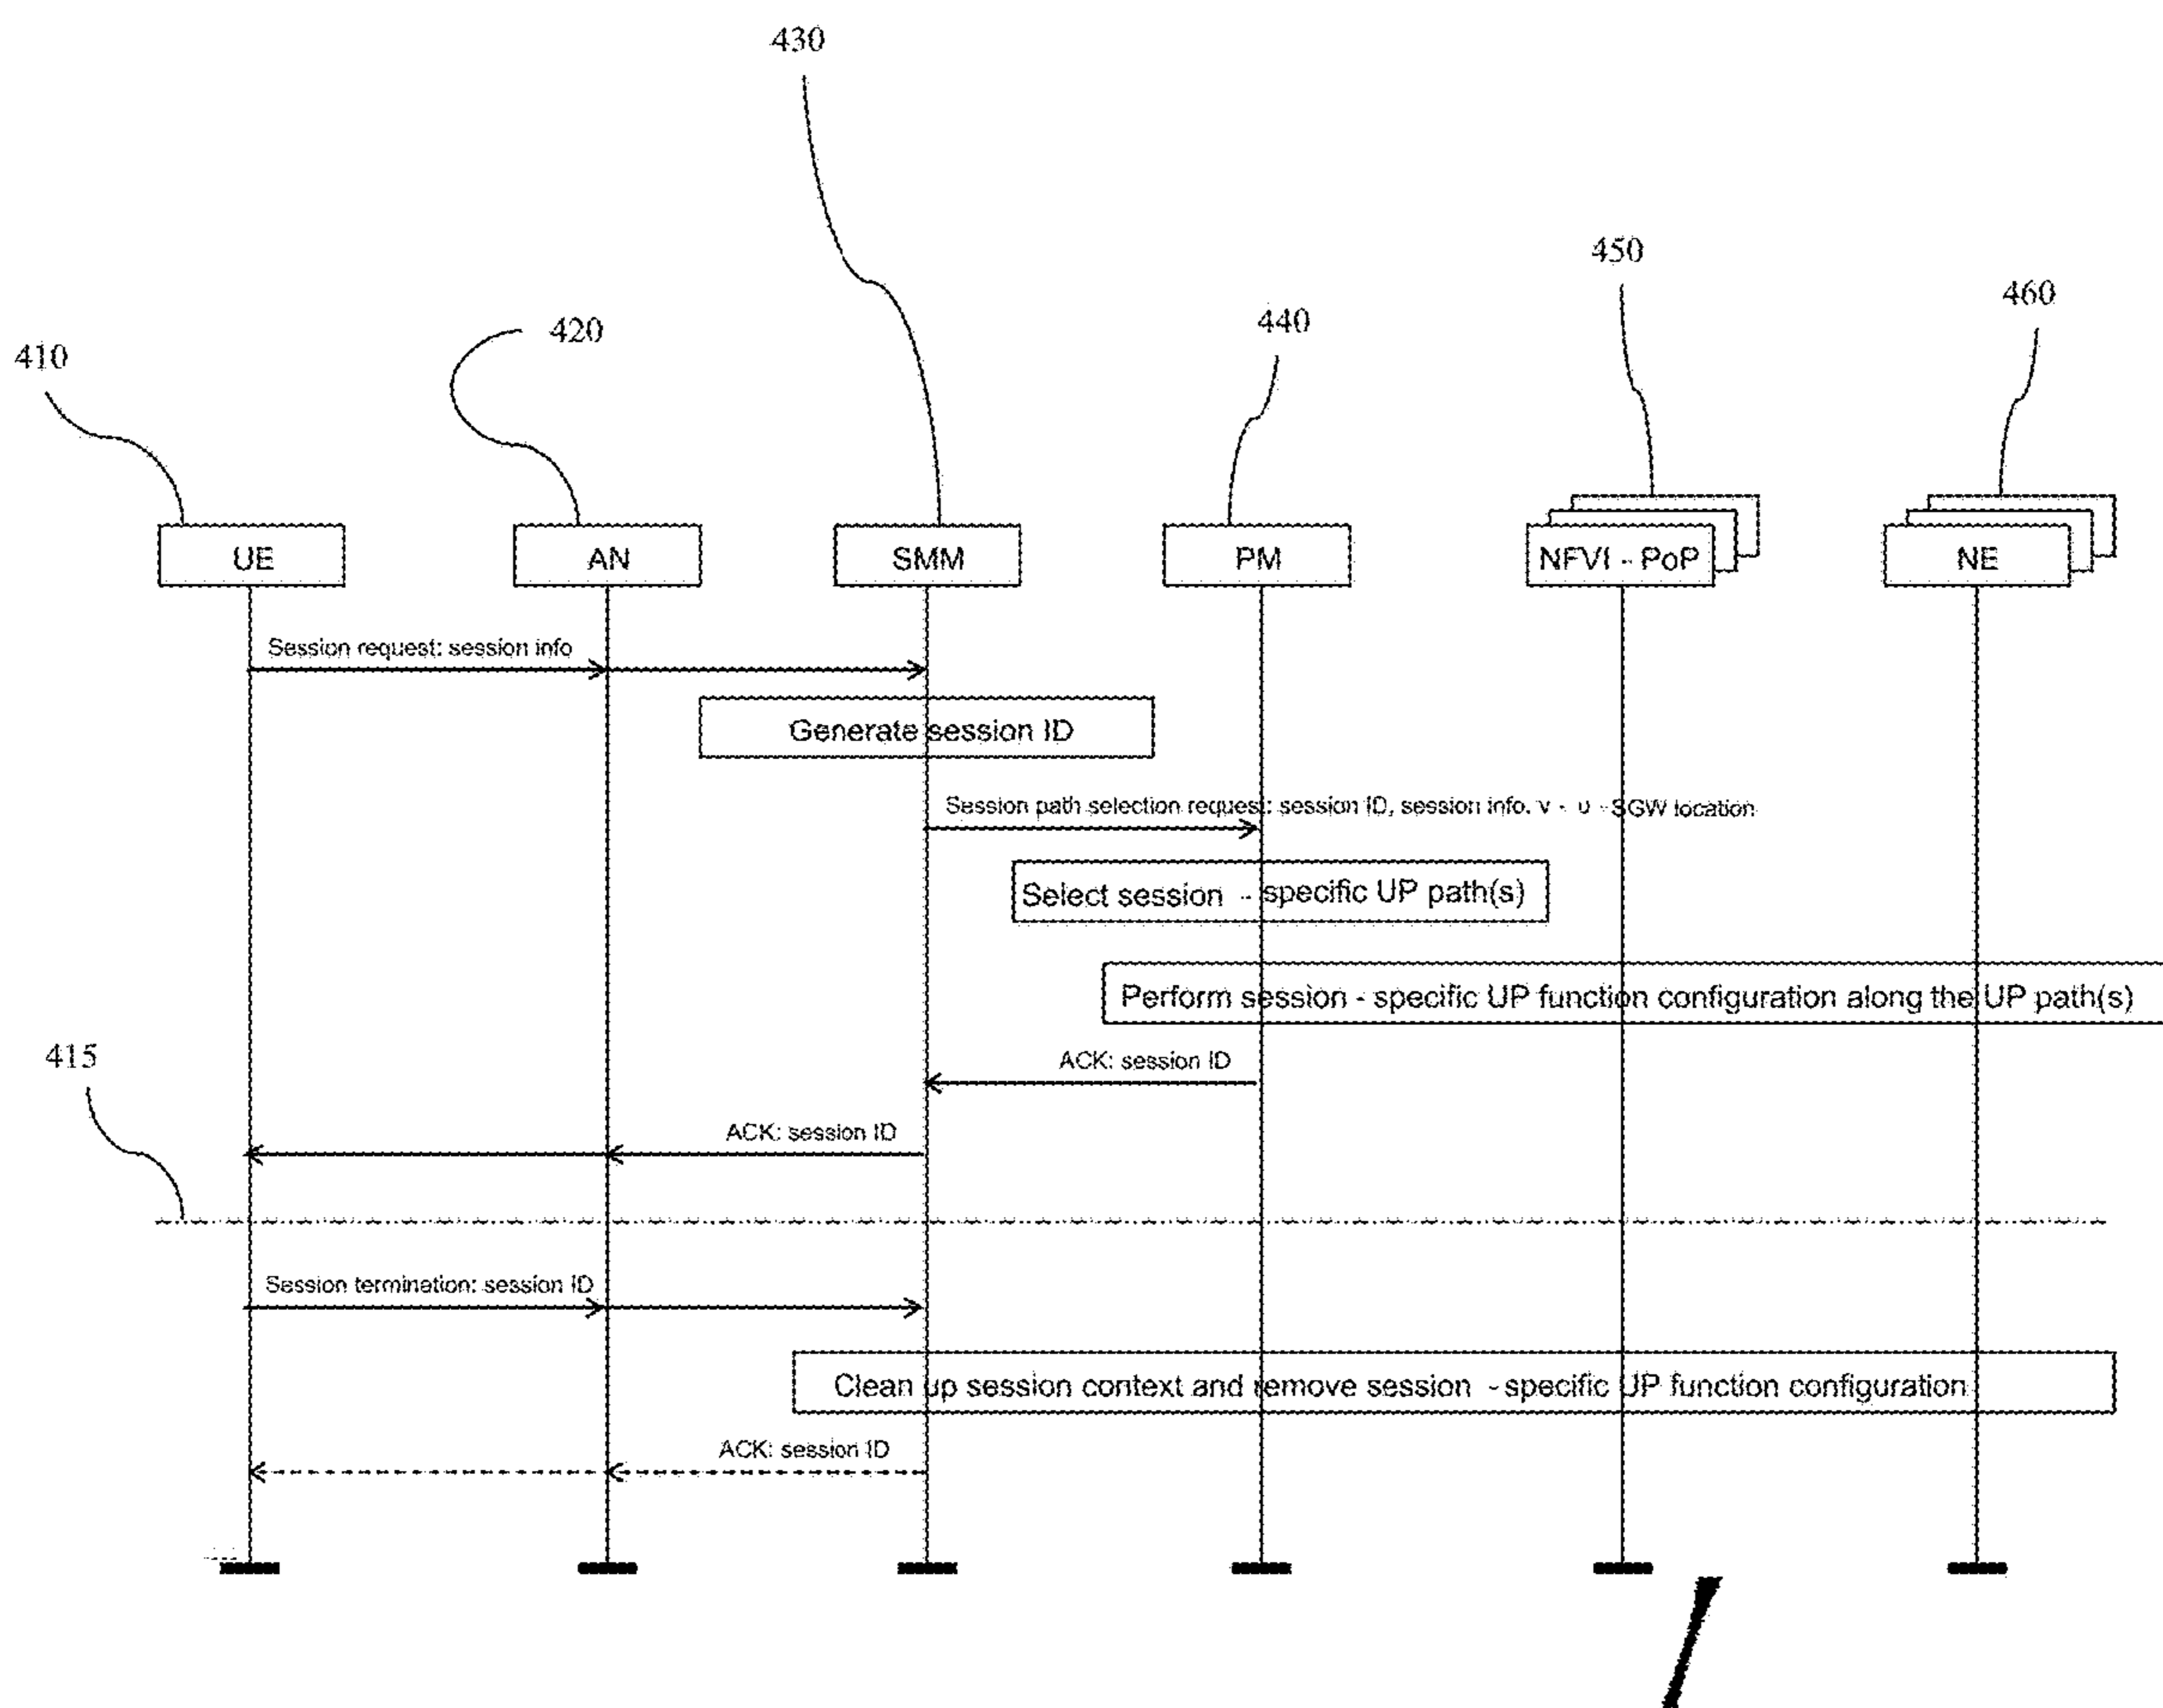 430
450
460
440
420
410
UE
AN
SMM
PM
NFVI - PoP
NE
Session request: session info
Generate session ID
Session path selection request: session ID, session info. v - u - SGW location
Select session - specific UP path(s)
Perform session - specific UP function configuration along the UP path(s)
415
ACK: session ID
ACK: session ID
Session termination: session ID
Clean up session context and remove session - specific UP function configuration
ACK: session ID